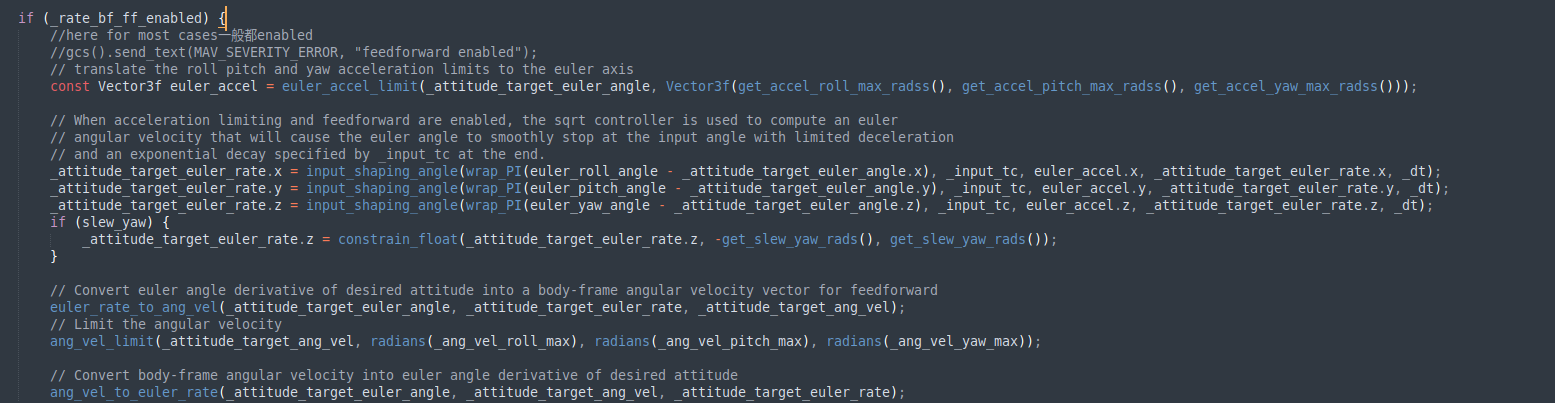 if (_rate_bf_ff_enabled) {
//here for most cases一般都enabled
//gcs().send_text(MAV_SEVERITY_ERROR, "feedforward enabled");
// translate the roll pitch and yaw acceleration limits to the euler axis
const Vector3f euler_accel = euler_accel_limit(_attitude_target_euler_angle, Vector3f(get_accel_roll_max_radss(), get_accel_pitch_max_radss(), get_accel_yaw_max_radss()));
// When acceleration limiting and feedforward are enabled, the sqrt controller is used to compute an euler
// angular velocity that will cause the euler angle to smoothly stop at the input angle with limited deceleration
// and an exponential decay specified by _input_tc at the end.
_attitude_target_euler_rate.x = input_shaping_angle(wrap_PI(euler_roll_angle - _attitude_target_euler_angle.x), _input_tc, euler_accel.x, _attitude_target_euler_rate.x, _dt);
_attitude_target_euler_rate.y = input_shaping_angle(wrap_PI(euler_pitch_angle - _attitude_target_euler_angle.y), _input_tc, euler_accel.y, _attitude_target_euler_rate.y, _dt);
_attitude_target_euler_rate.z = input_shaping_angle(wrap_PI(euler_yaw_angle - _attitude_target_euler_angle.z), _input_tc, euler_accel.z, _attitude_target_euler_rate.z, _dt);
if (slew_yaw) {
_attitude_target_euler_rate.z = constrain_float(_attitude_target_euler_rate.z, -get_slew_yaw_rads(), get_slew_yaw_rads());
}
// Convert euler angle derivative of desired attitude into a body-frame angular velocity vector for feedforward
euler_rate_to_ang_vel(_attitude_target_euler_angle, _attitude_target_euler_rate, _attitude_target_ang_vel);
// Limit the angular velocity
ang_vel_limit(_attitude_target_ang_vel, radians(_ang_vel_roll_max), radians(_ang_vel_pitch_max), radians(_ang_vel_yaw_max));
// Convert body-frame angular velocity into euler angle derivative of desired attitude
ang_vel_to_euler_rate(_attitude_target_euler_angle, _attitude_target_ang_vel, _attitude_target_euler_rate);